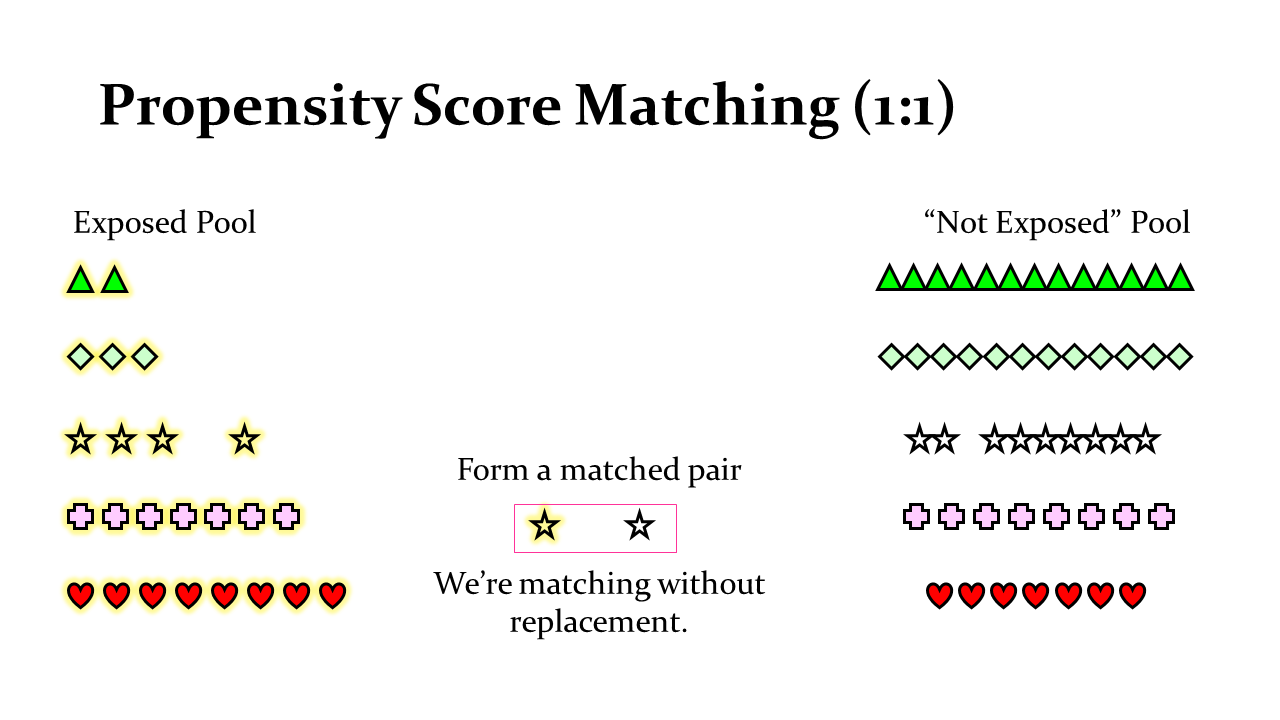 Propensity Score Matching (1:1)
Exposed Pool
“Not Exposed” Pool
Form a matched pair
We’re matching without
replacement.